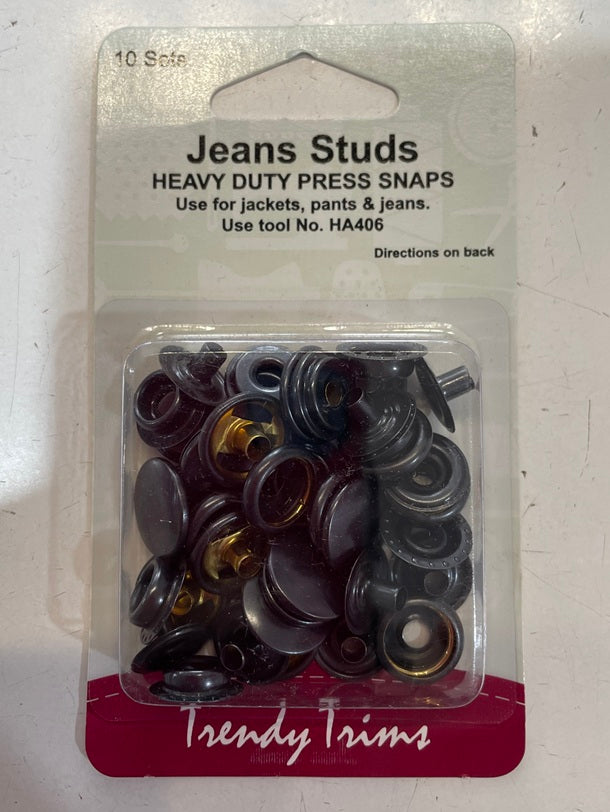 10 Sets
Jeans Studs
HEAVY DUTY PRESS SNAPS
Use for jackets, pants & jeans.
Use tool No. HA406
Directions on back
Trendy Trims